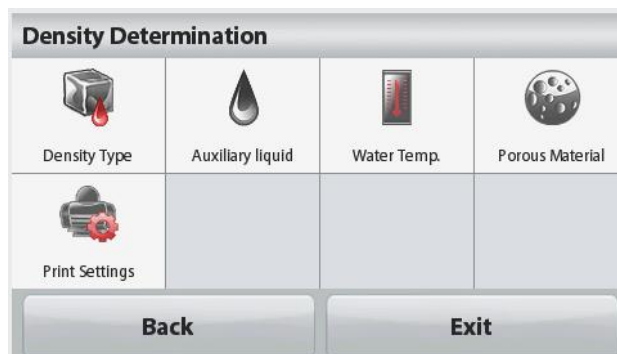 Density Determination
Density Type
Auxiliary liquid
Water Temp.
Porous Material
Print Settings
Back
Exit